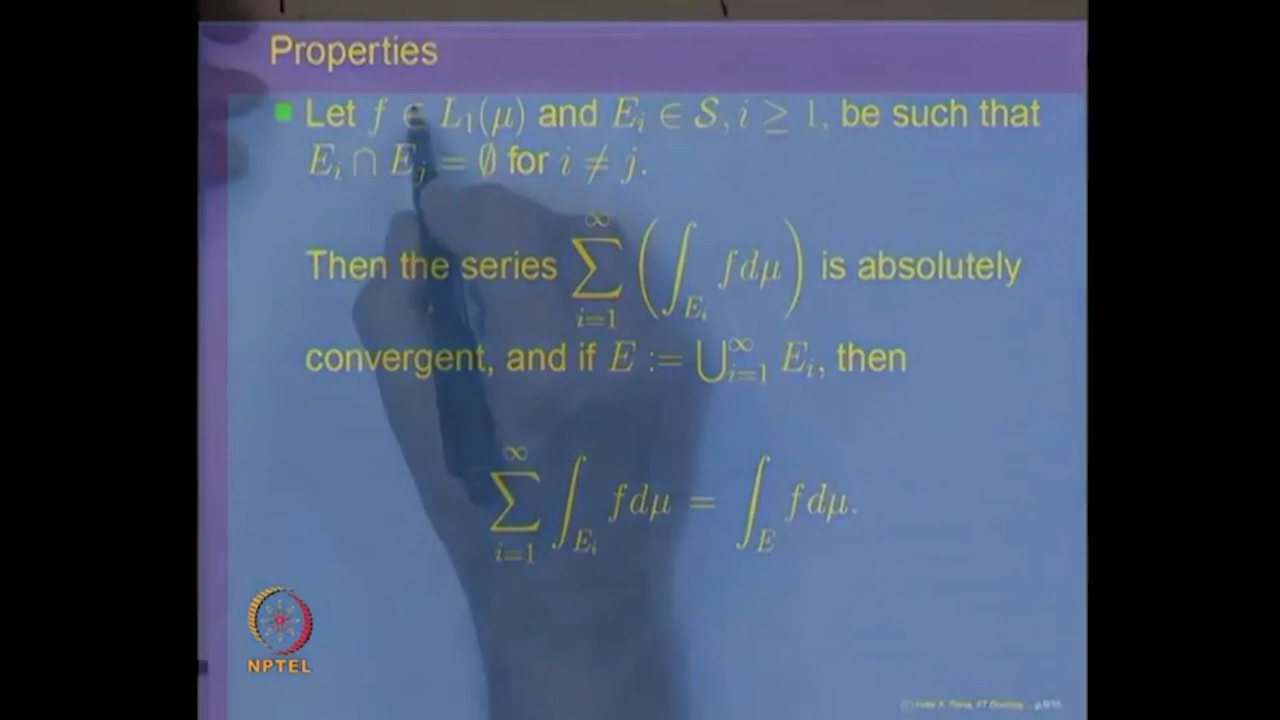 Properties
Let f ∈ L₁(μ) and Eᵢ ∈ 𝒮, i ≥ 1, be such that
Eᵢ ∩ Eⱼ = ∅ for i ≠ j.
Then the series ∑_{i=1}^{∞} (∫_{Eᵢ} f dμ) is absolutely
convergent, and if E := ⋃_{i=1}^{∞} Eᵢ, then
∑_{i=1}^{∞} ∫_{Eᵢ} f dμ = ∫_E f dμ.
NPTEL